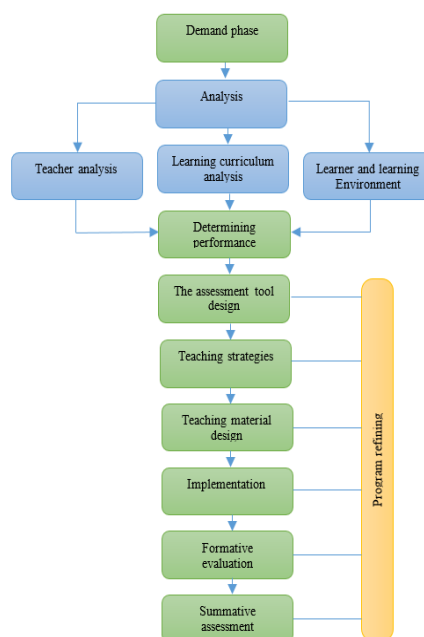 Demand phase
Analysis
Teacher analysis
Learning curriculum
analysis
Learner and learning
Environment
Determining
performance
The assessment tool
design
Teaching strategies
Teaching material
design
Implementation
Formative
evaluation
Summative
assessment
Program refining